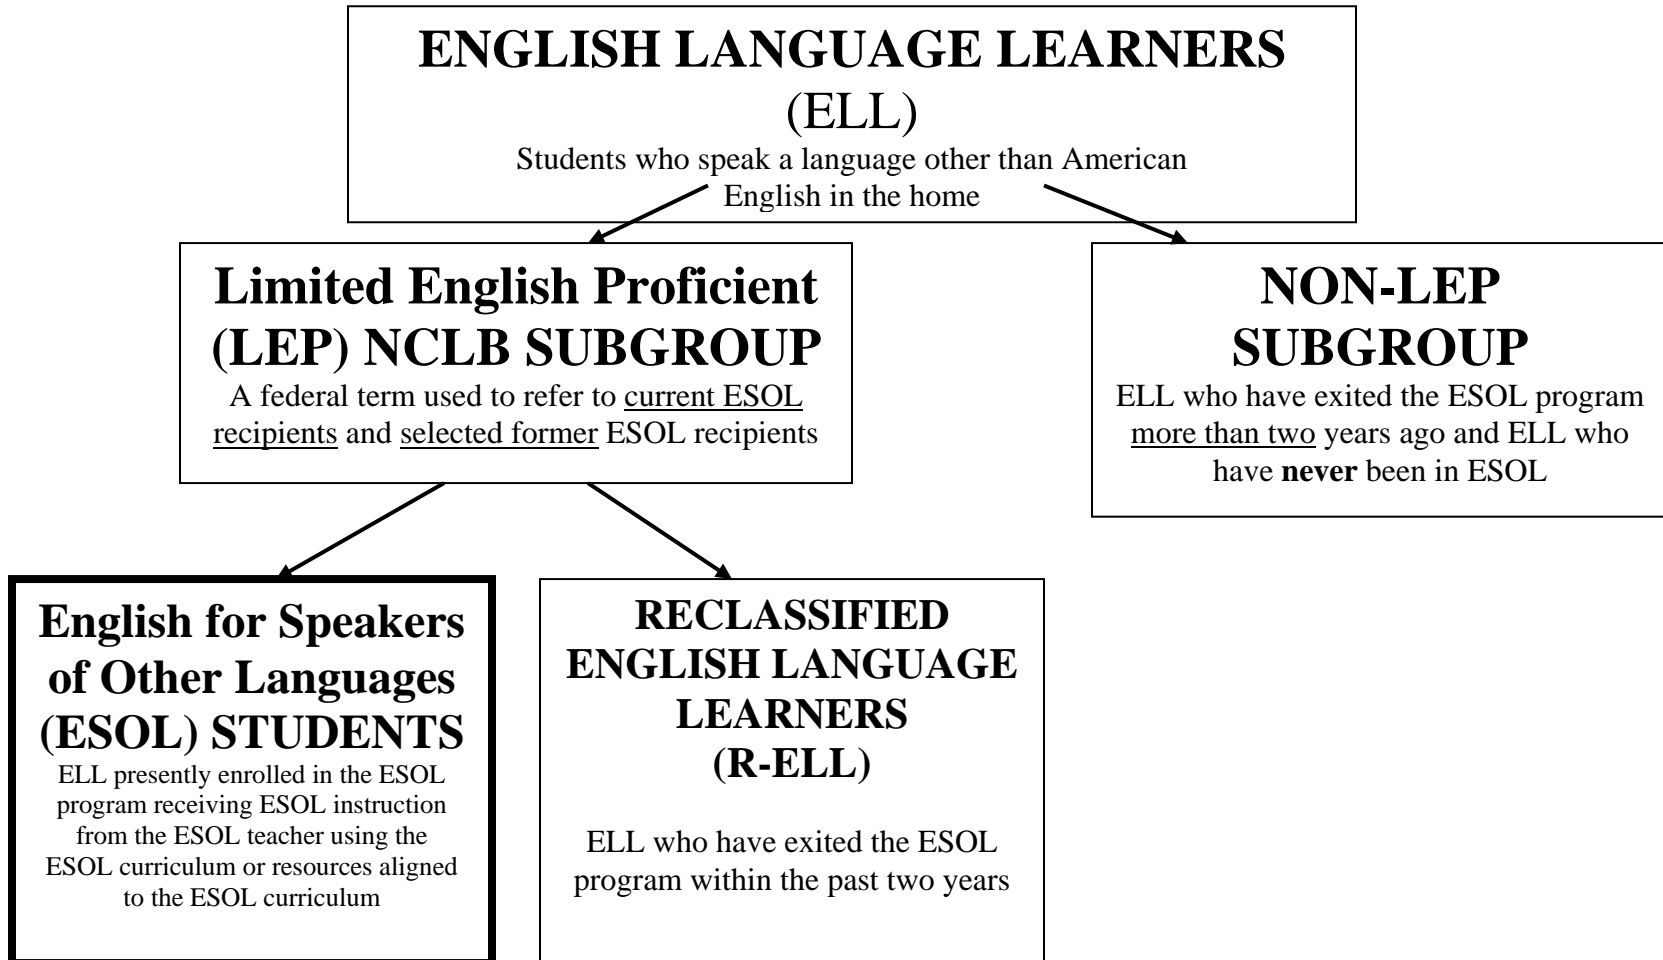 ENGLISH LANGUAGE LEARNERS
(ELL)
Students who speak a language other than American
English in the home
Limited English Proficient
(LEP) NCLB SUBGROUP
A federal term used to refer to current ESOL
recipients and selected former ESOL recipients
NON-LEP
SUBGROUP
ELL who have exited the ESOL program
more than two years ago and ELL who
have never been in ESOL
English for Speakers
of Other Languages
(ESOL) STUDENTS
ELL presently enrolled in the ESOL
program receiving ESOL instruction
from the ESOL teacher using the
ESOL curriculum or resources aligned
to the ESOL curriculum
RECLASSIFIED
ENGLISH LANGUAGE
LEARNERS
(R-ELL)
ELL who have exited the ESOL
program within the past two years